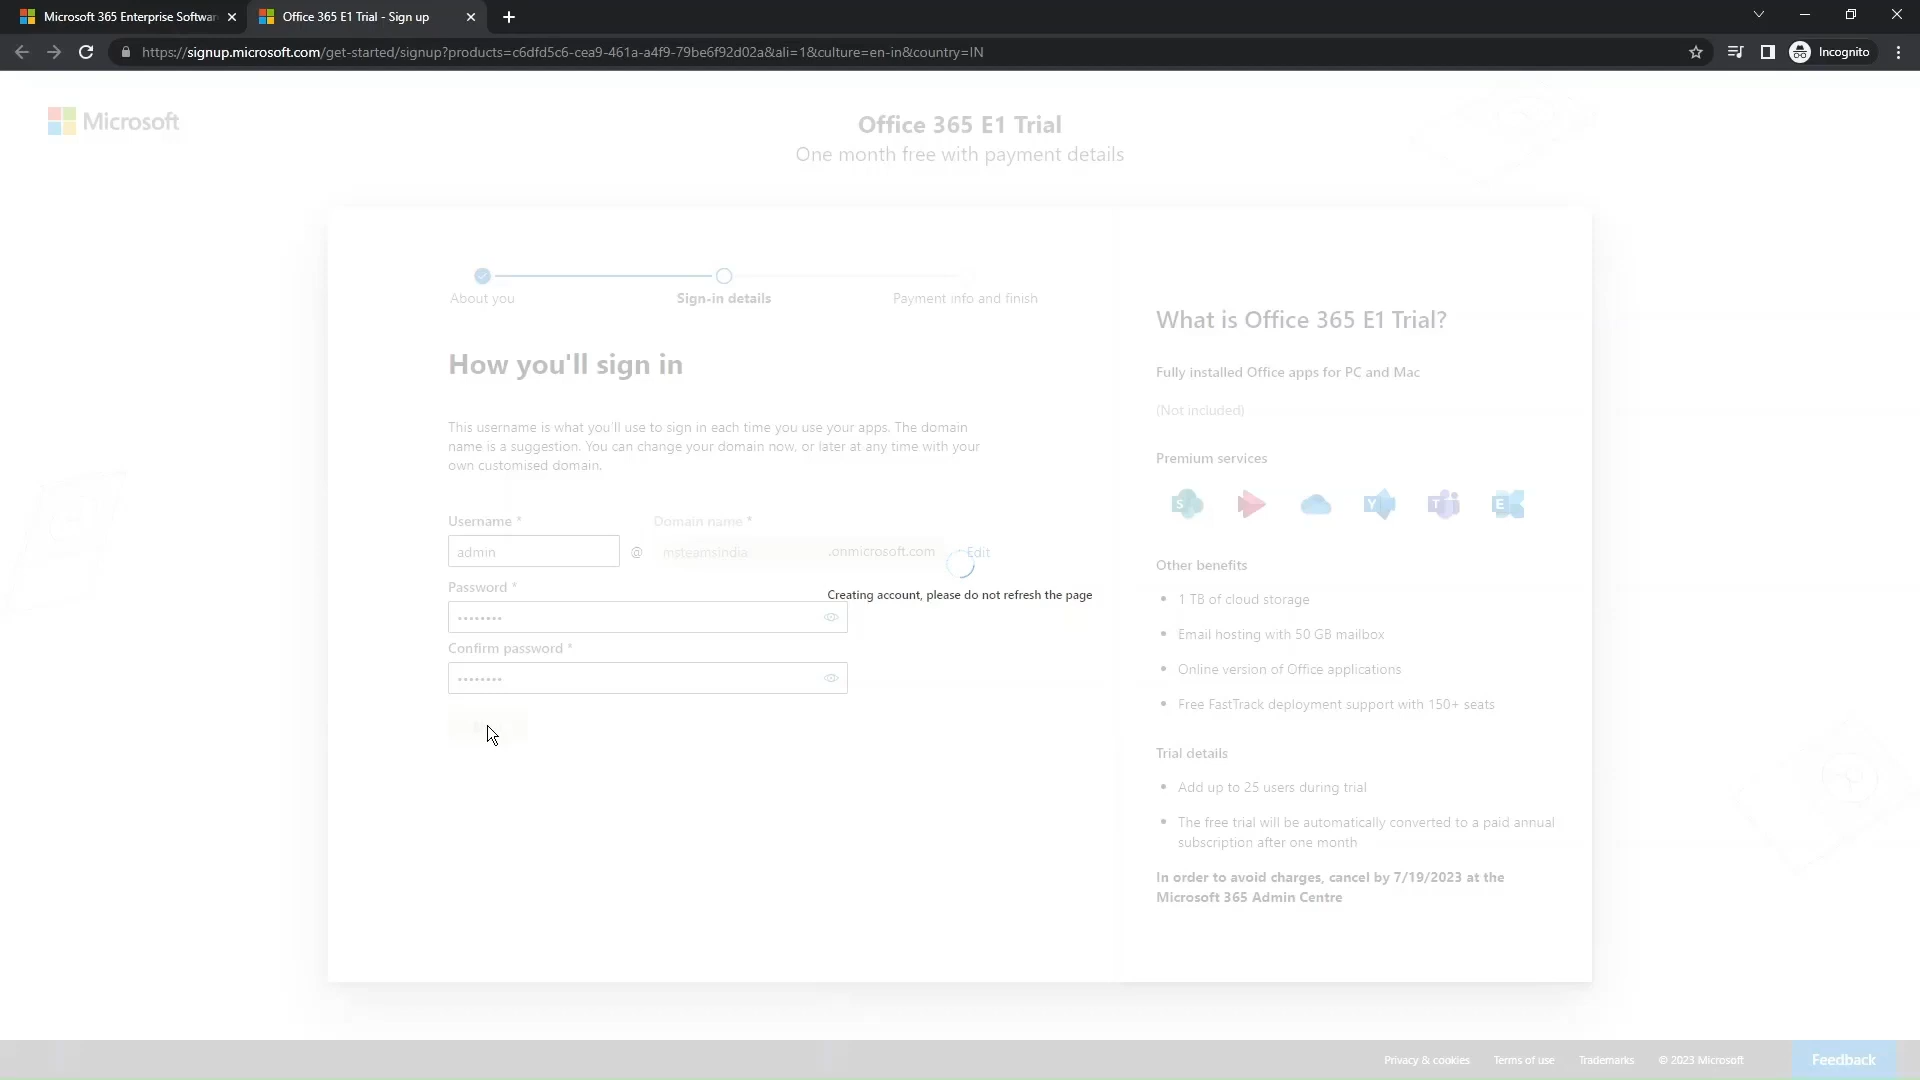 Microsoft 365 Enterprise Softwar
Office 365 E1 Trial - Sign up
https://signup.microsoft.com/get-started/signup?products=c6dfd5c6-cea9-461a-a4f9-79be6f92d02a&ali=1&culture=en-in&country=IN
Incognito
Microsoft
Office 365 E1 Trial
One month free with payment details
About you
Sign-in details
Payment info and finish
How you'll sign in
This username is what you'll use to sign in each time you use your apps. The domain
name is a suggestion. You can change your domain now, or later at any time with your
own customised domain.
Username *
Domain name *
admin
@
msteamsindia
.onmicrosoft.com
Edit
Password *
Creating account, please do not refresh the page
Confirm password *
What is Office 365 E1 Trial?
Fully installed Office apps for PC and Mac
(Not included)
Premium services
S
Y
T
E
Other benefits
• 1 TB of cloud storage
• Email hosting with 50 GB mailbox
• Online version of Office applications
• Free FastTrack deployment support with 150+ seats
Trial details
• Add up to 25 users during trial
• The free trial will be automatically converted to a paid annual
subscription after one month
In order to avoid charges, cancel by 7/19/2023 at the
Microsoft 365 Admin Centre
Privacy & cookies
Terms of use
Trademarks
© 2023 Microsoft
Feedback